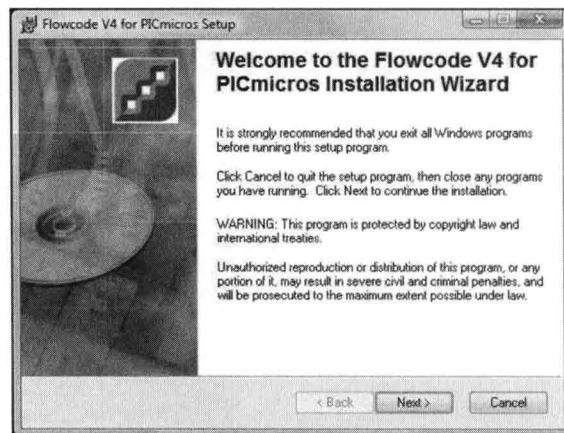 Flowcode V4 for PICmicros Setup
Welcome to the Flowcode V4 for
PICmicros Installation Wizard
It is strongly recommended that you exit all Windows programs
before running this setup program.
Click Cancel to quit the setup program, then close any programs
you have running. Click Next to continue the installation.
WARNING: This program is protected by copyright law and
international treaties.
Unauthorized reproduction or distribution of this program, or any
portion of it, may result in severe civil and criminal penalties, and
will be prosecuted to the maximum extent possible under law.
< Back Next > Cancel